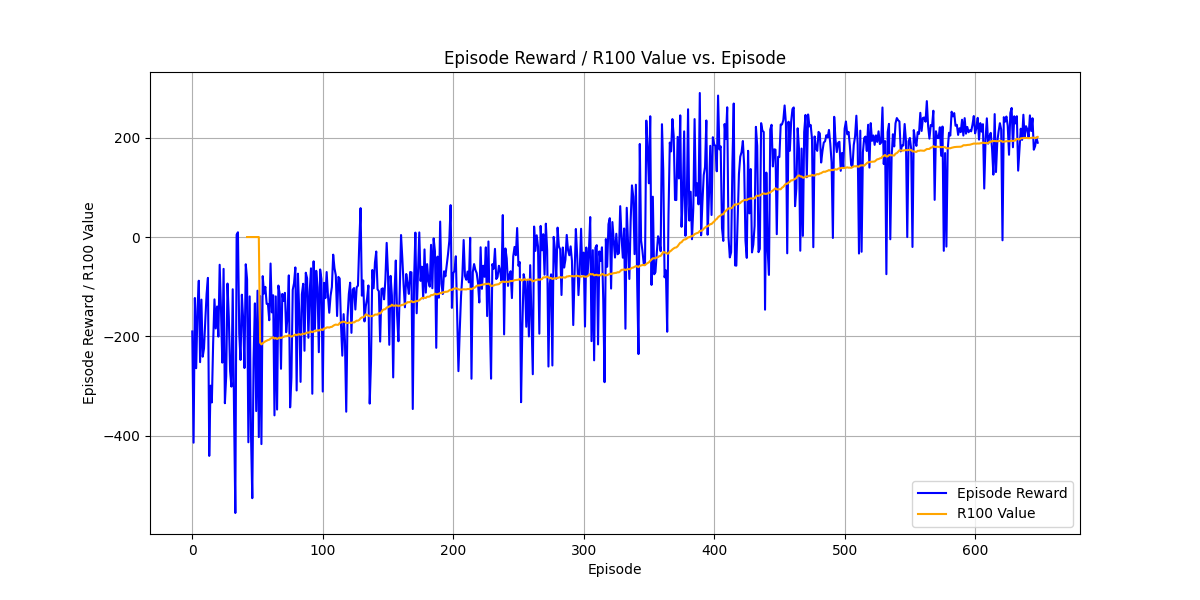 Episode Reward / R100 Value vs. Episode
Episode Reward / R100 Value
200
0
−200
−400
0 100 200 300 400 500 600
Episode
Episode Reward
R100 Value